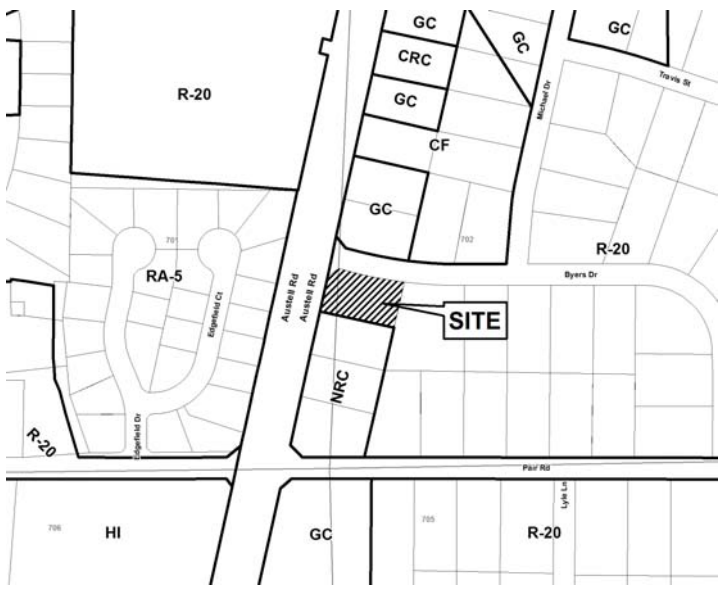 GC
GC
GC
CRC
R-20
GC
Travis St
Michael Dr
CF
GC
702
R-20
RA-5
Byers Dr
Austell Rd
Austell Rd
Edgefield Ct
SITE
NRC
R-20
Edgefield Dr
Pair Rd
Lyle Ln
706
HI
GC
705
R-20